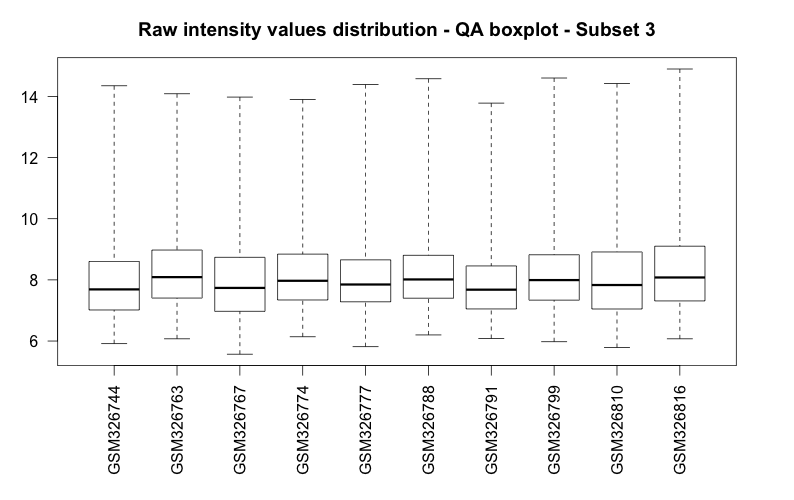 Raw intensity values distribution - QA boxplot - Subset 3
14
12
10
8
6
GSM326744
GSM326763
GSM326767
GSM326774
GSM326777
GSM326788
GSM326791
GSM326799
GSM326810
GSM326816